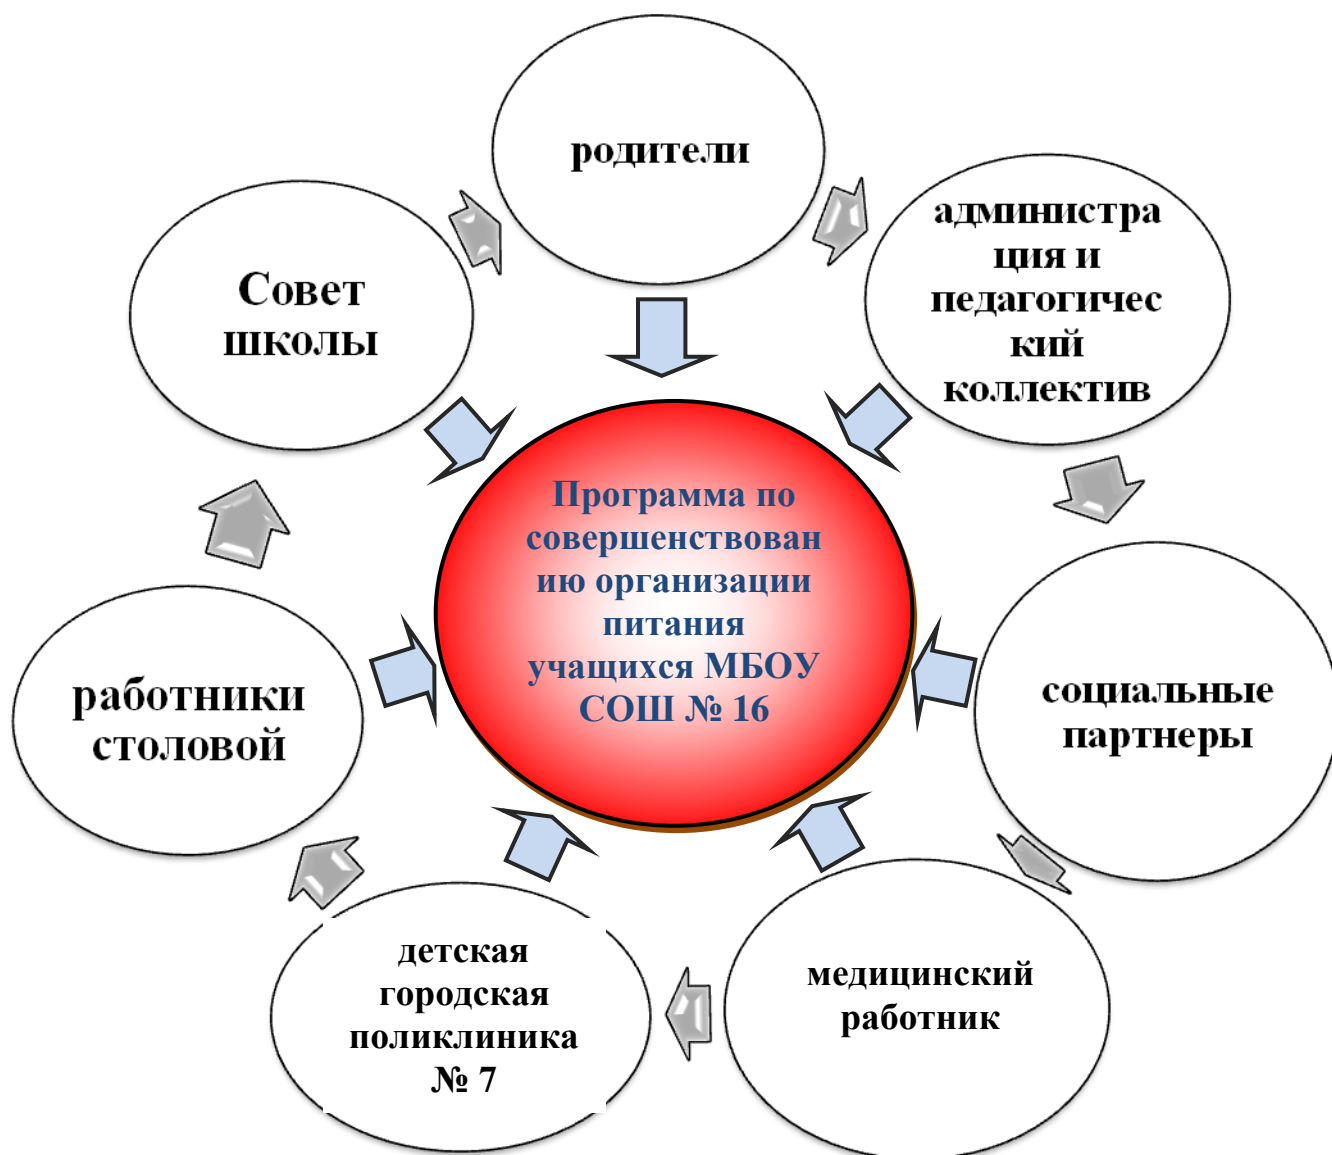 родители
администра
ция и
педагогичес
кий
коллектив
Совет
школы
Программа по
совершенствован
ию организации
питания
учащихся МБОУ
СОШ № 16
работники
столовой
социальные
партнеры
детская
городская
поликлиника
№ 7
медицинский
работник